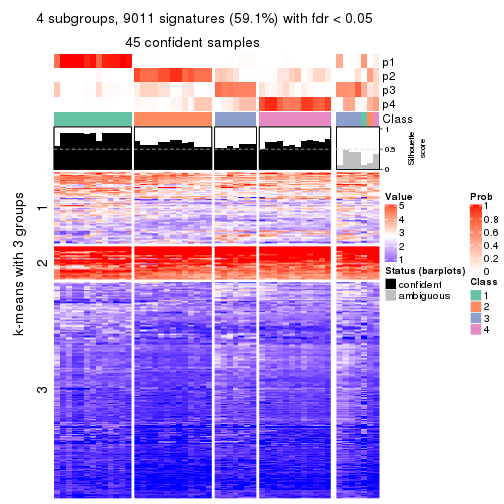 4 subgroups, 9011 signatures (59.1%) with fdr < 0.05
45 confident samples
p1
p2
p3
p4
Class
1
0.5
0
Silhouette
score
k-means with 3 groups
1
2
3
Value
5
4
3
2
1
Status (barplots)
confident
ambiguous
Prob
1
0.8
0.6
0.4
0.2
0
Class
1
2
3
4